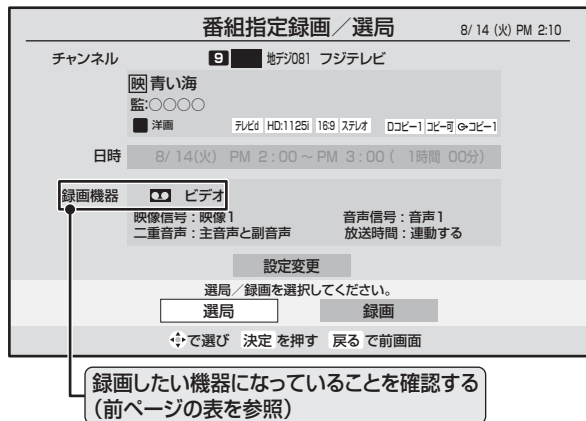 番組指定録画／選局 8/ 14 (火) PM 2:10
チャンネル 9 地デジ081 フジテレビ
映 青い海
監:○○○○
洋画 テレビd HD:1125i 16:9 ステレオ Dコピー1 コピー可 コピー1
日時 8/ 14(火) PM 2：00 ～ PM 3：00 ( 1時間 00分)
録画機器 ビデオ
映像信号：映像1 音声信号：音声1
二重音声：主音声と副音声 放送時間：連動する
設定変更
選局／録画を選択してください。
選局 録画
で選び 決定 を押す 戻る で前画面
録画したい機器になっていることを確認する
（前ページの表を参照）